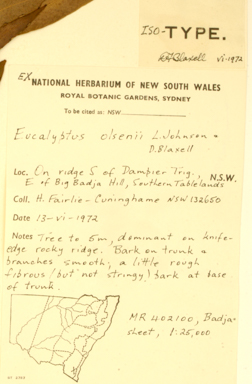 ISO-TYPE.
D.F. Blaxell VI-1972
EX NATIONAL HERBARIUM OF NEW SOUTH WALES
ROYAL BOTANIC GARDENS, SYDNEY
To be cited as: NSW
Eucalyptus olsenii L. Johnson &
D. Blaxell
Loc. On ridge S of Dampier Trig., N.S.W.
E of Big Badja Hill, Southern Tablelands
Coll. H. Fairlie-Cuninghame NSW 132650
Date 13-vi-1972
Notes Tree to 5m, dominant on knife-
edge rocky ridge. Bark on trunk &
branches smooth; a little rough
fibrous (but not stringy) bark at base
of trunk.
MR 402100, Badja
sheet, 1:25,000